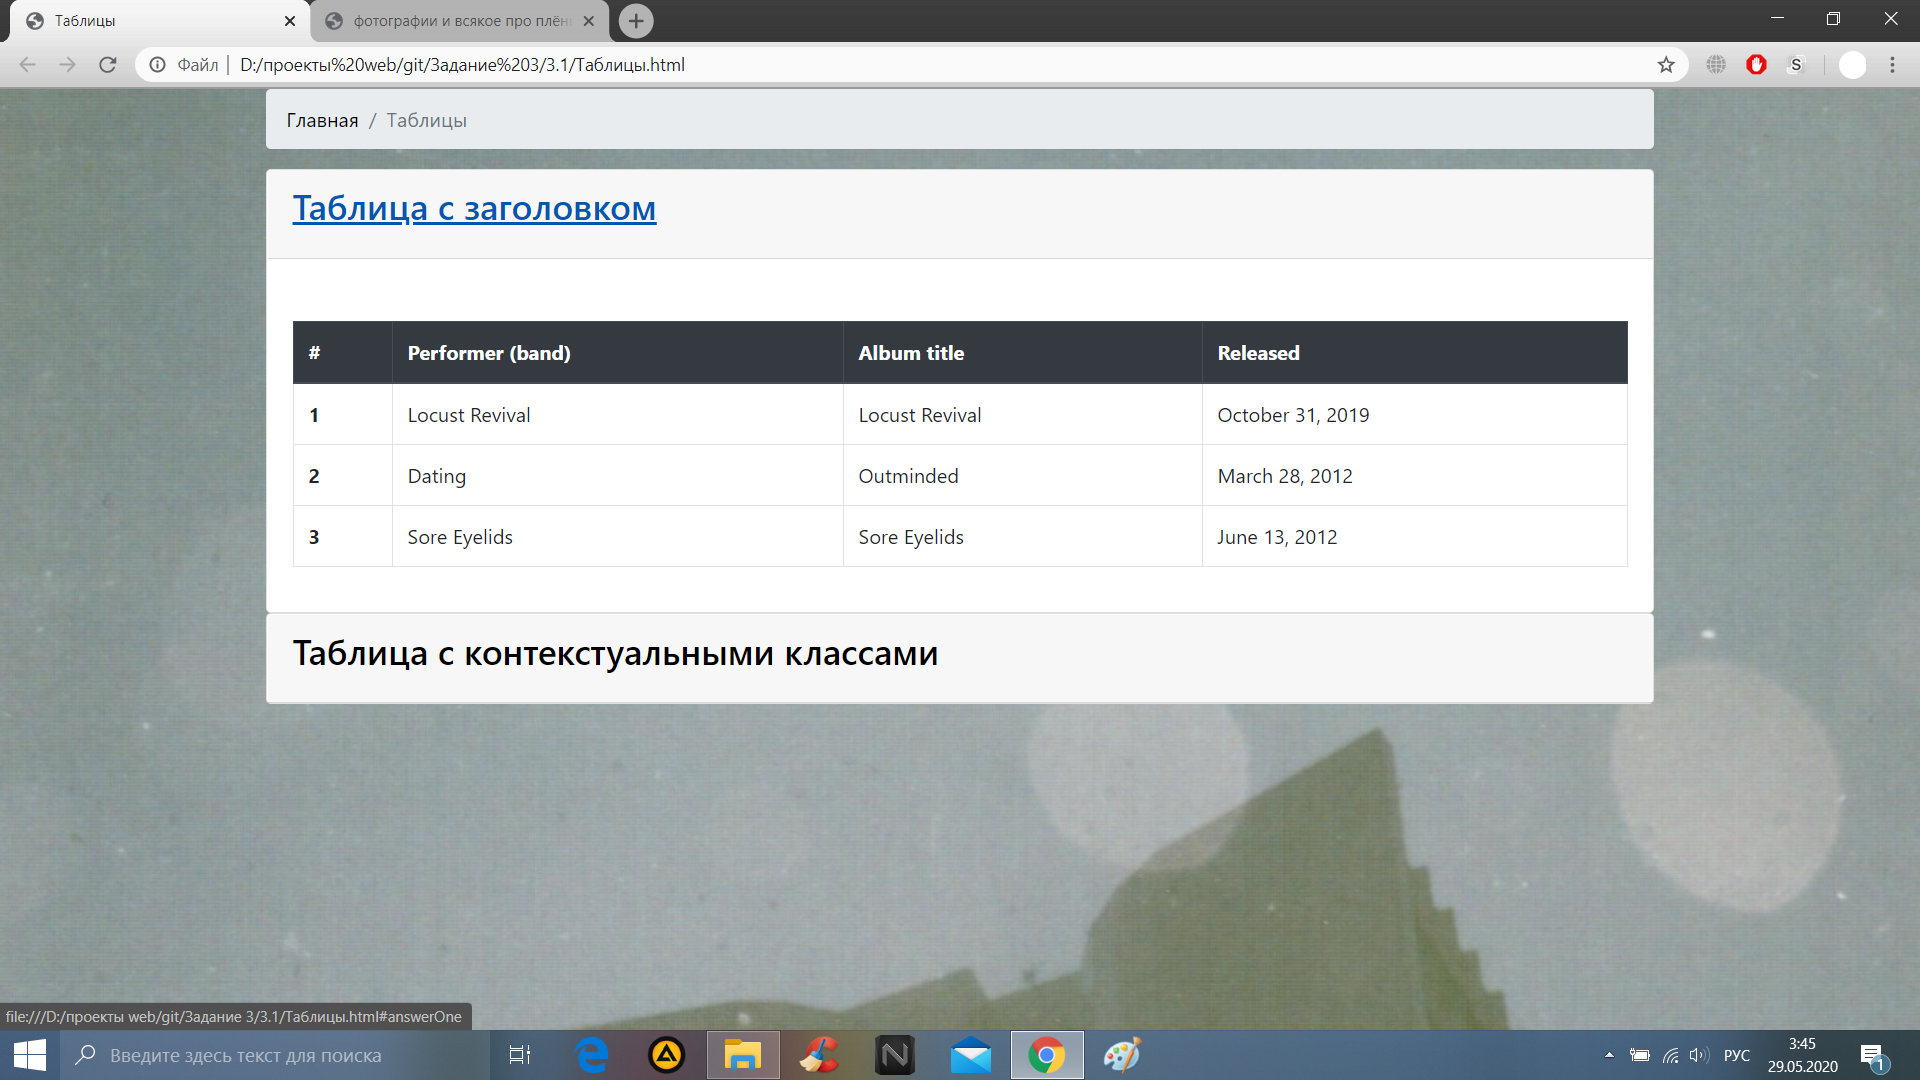 Таблицы
фотографии и всякое про плён
Файл | D:/проекты%20web/git/Задание%203/3.1/Таблицы.html
S
Главная / Таблицы
Таблица с заголовком
# Performer (band) Album title Released
1 Locust Revival Locust Revival October 31, 2019
2 Dating Outminded March 28, 2012
3 Sore Eyelids Sore Eyelids June 13, 2012
Таблица с контекстуальными классами
file:///D:/проекты web/git/Задание 3/3.1/Таблицы.html#answerOne
Введите здесь текст для поиска
РУС
3:45
29.05.2020
1